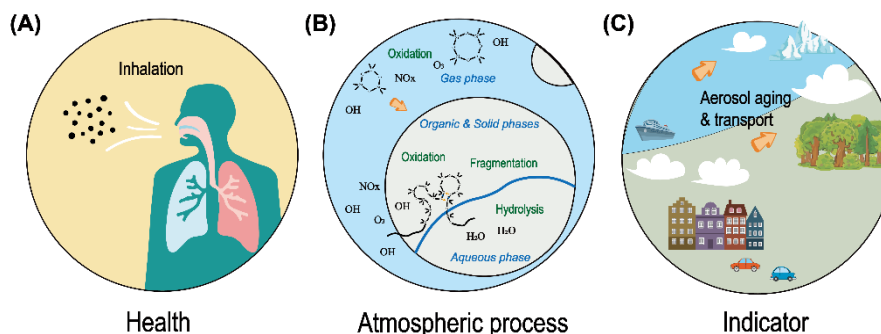 (A)
Inhalation
Health
(B)
Oxidation
OH
O₃
NOx
Gas phase
OH
Organic & Solid phases
Oxidation
Fragmentation
NOx
OH
OH
Hydrolysis
O₃
H₂O
H₂O
OH
Aqueous phase
Atmospheric process
(C)
Aerosol aging
& transport
Indicator